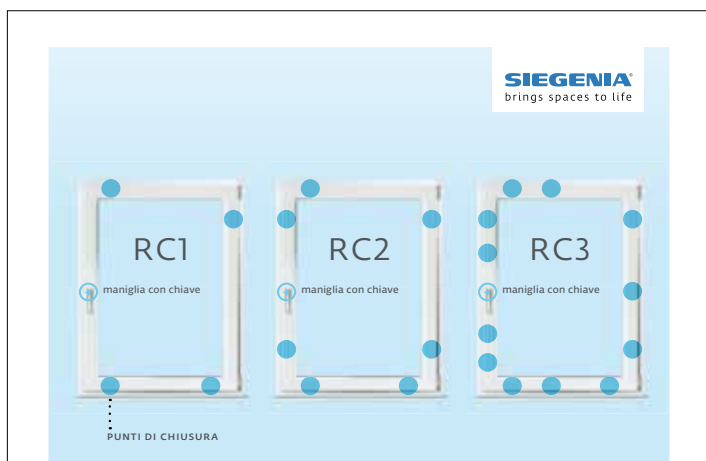 SIEGENIA®
brings spaces to life
RC1
RC2
RC3
maniglia con chiave
maniglia con chiave
maniglia con chiave
PUNTI DI CHIUSURA